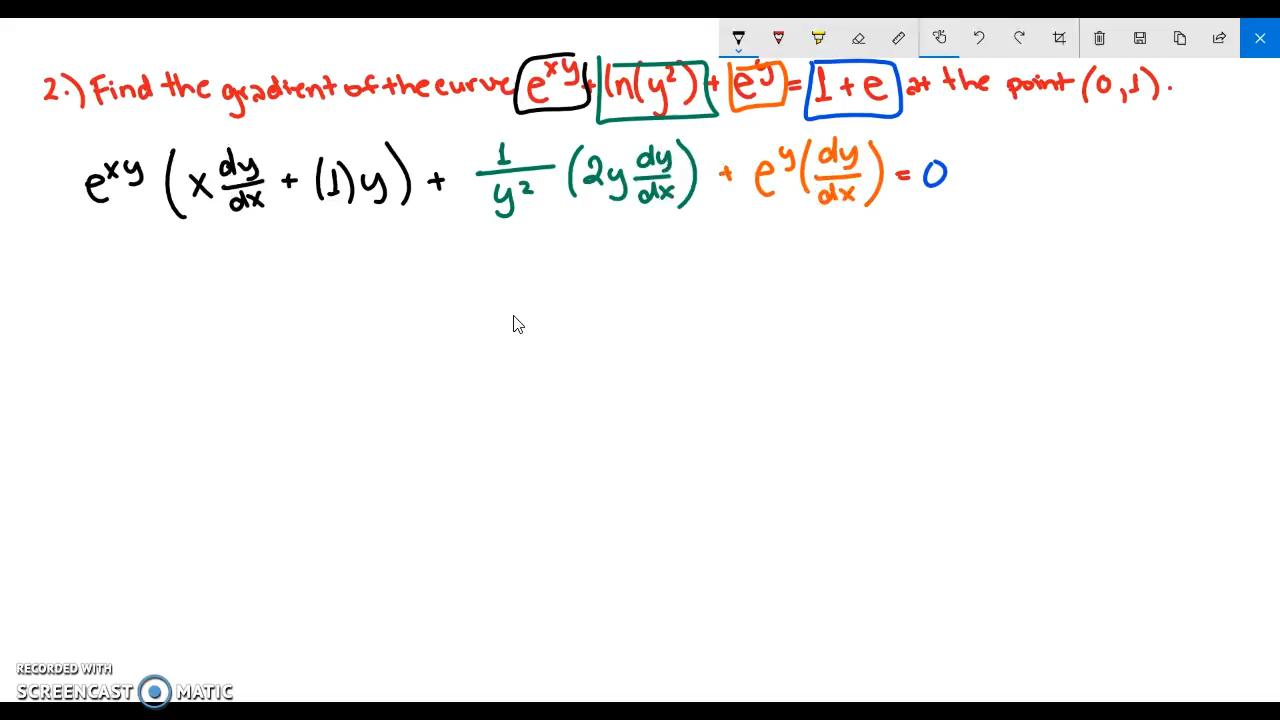 2.) Find the gradient of the curve e^{xy} + ln(y²) + e^y = 1 + e at the point (0,1).
e^{xy} (x dy/dx + (1)y) + 1/y² (2y dy/dx) + e^y (dy/dx) = 0
RECORDED WITH
SCREENCAST MATIC